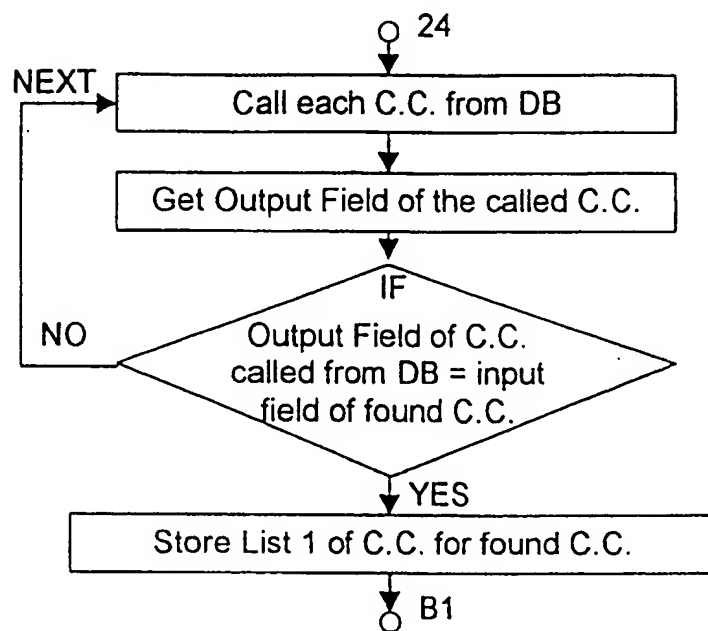 24
NEXT
Call each C.C. from DB
Get Output Field of the called C.C.
IF
NO
Output Field of C.C.
called from DB = input
field of found C.C.
YES
Store List 1 of C.C. for found C.C.
B1